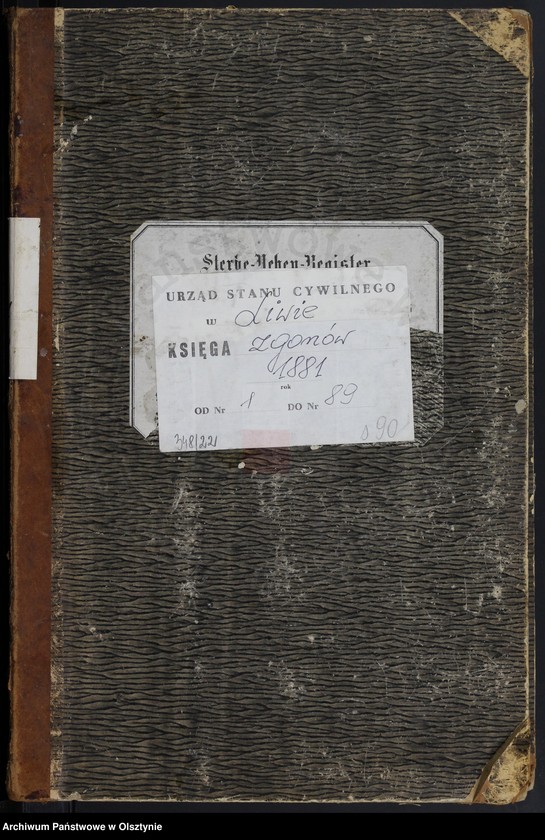 Sterbe-Neben-Register
URZĄD STANU CYWILNEGO
w Liwie
KSIĘGA zgonów
1881
rok
OD Nr 1 DO Nr 89
348/221
s 90
Archiwum Państwowe w Olsztynie